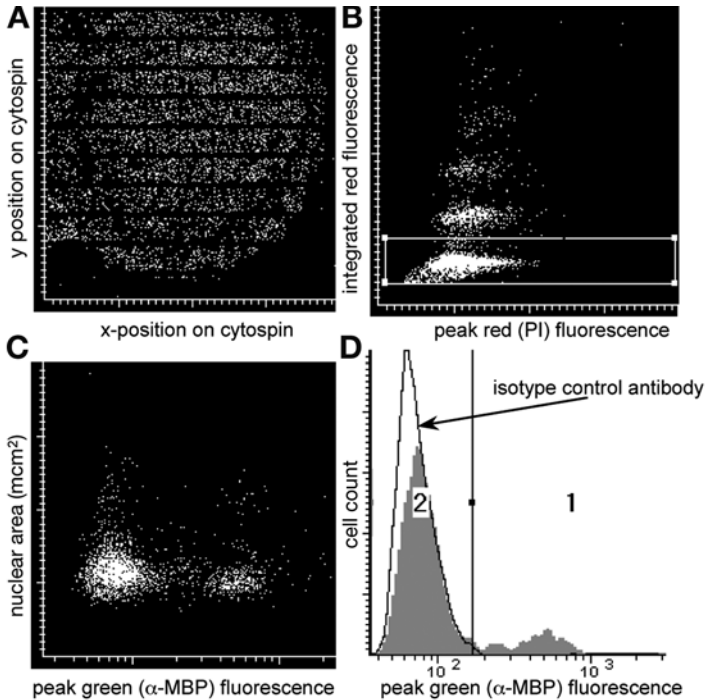 A
y position on cytospin
x-position on cytospin
B
integrated red fluorescence
peak red (PI) fluorescence
C
nuclear area (mcm²)
peak green (α-MBP) fluorescence
D
isotype control antibody
cell count
2
1
10²
10³
peak green (α-MBP) fluorescence